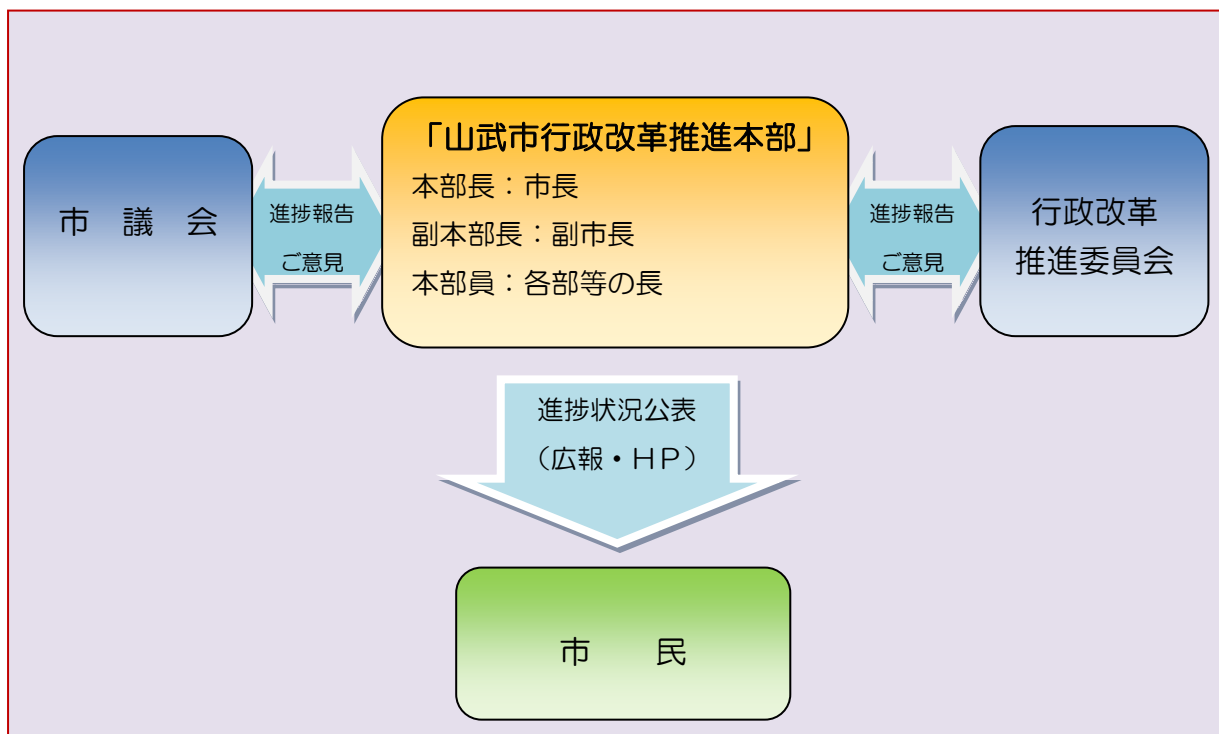 「山武市行政改革推進本部」
本部長：市長
副本部長：副市長
本部員：各部等の長
市　議　会
進捗報告
ご意見
進捗報告
ご意見
行政改革
推進委員会
進捗状況公表
（広報・ＨＰ）
市　　民